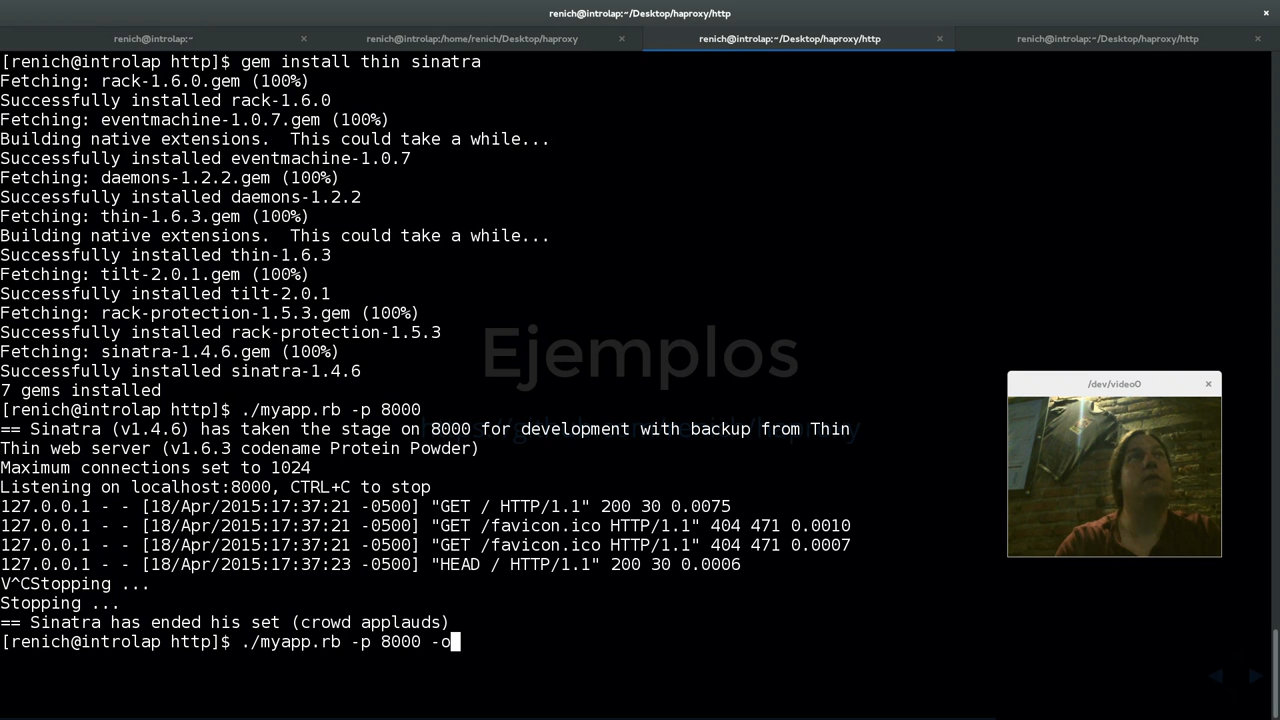 renich@introlap:~/Desktop/haproxy/http
renich@introlap:~
renich@introlap:/home/renich/Desktop/haproxy
renich@introlap:~/Desktop/haproxy/http
renich@introlap:~/Desktop/haproxy/http
[renich@introlap http]$ gem install thin sinatra
Fetching: rack-1.6.0.gem (100%)
Successfully installed rack-1.6.0
Fetching: eventmachine-1.0.7.gem (100%)
Building native extensions.  This could take a while...
Successfully installed eventmachine-1.0.7
Fetching: daemons-1.2.2.gem (100%)
Successfully installed daemons-1.2.2
Fetching: thin-1.6.3.gem (100%)
Building native extensions.  This could take a while...
Successfully installed thin-1.6.3
Fetching: tilt-2.0.1.gem (100%)
Successfully installed tilt-2.0.1
Fetching: rack-protection-1.5.3.gem (100%)
Successfully installed rack-protection-1.5.3
Fetching: sinatra-1.4.6.gem (100%)
Successfully installed sinatra-1.4.6
7 gems installed
[renich@introlap http]$ ./myapp.rb -p 8000
== Sinatra (v1.4.6) has taken the stage on 8000 for development with backup from Thin
Thin web server (v1.6.3 codename Protein Powder)
Maximum connections set to 1024
Listening on localhost:8000, CTRL+C to stop
127.0.0.1 - - [18/Apr/2015:17:37:21 -0500] "GET / HTTP/1.1" 200 30 0.0075
127.0.0.1 - - [18/Apr/2015:17:37:21 -0500] "GET /favicon.ico HTTP/1.1" 404 471 0.0010
127.0.0.1 - - [18/Apr/2015:17:37:21 -0500] "GET /favicon.ico HTTP/1.1" 404 471 0.0007
127.0.0.1 - - [18/Apr/2015:17:37:23 -0500] "HEAD / HTTP/1.1" 200 30 0.0006
V^CStopping ...
Stopping ...
== Sinatra has ended his set (crowd applauds)
[renich@introlap http]$ ./myapp.rb -p 8000 -o
Ejemplos
/dev/video0